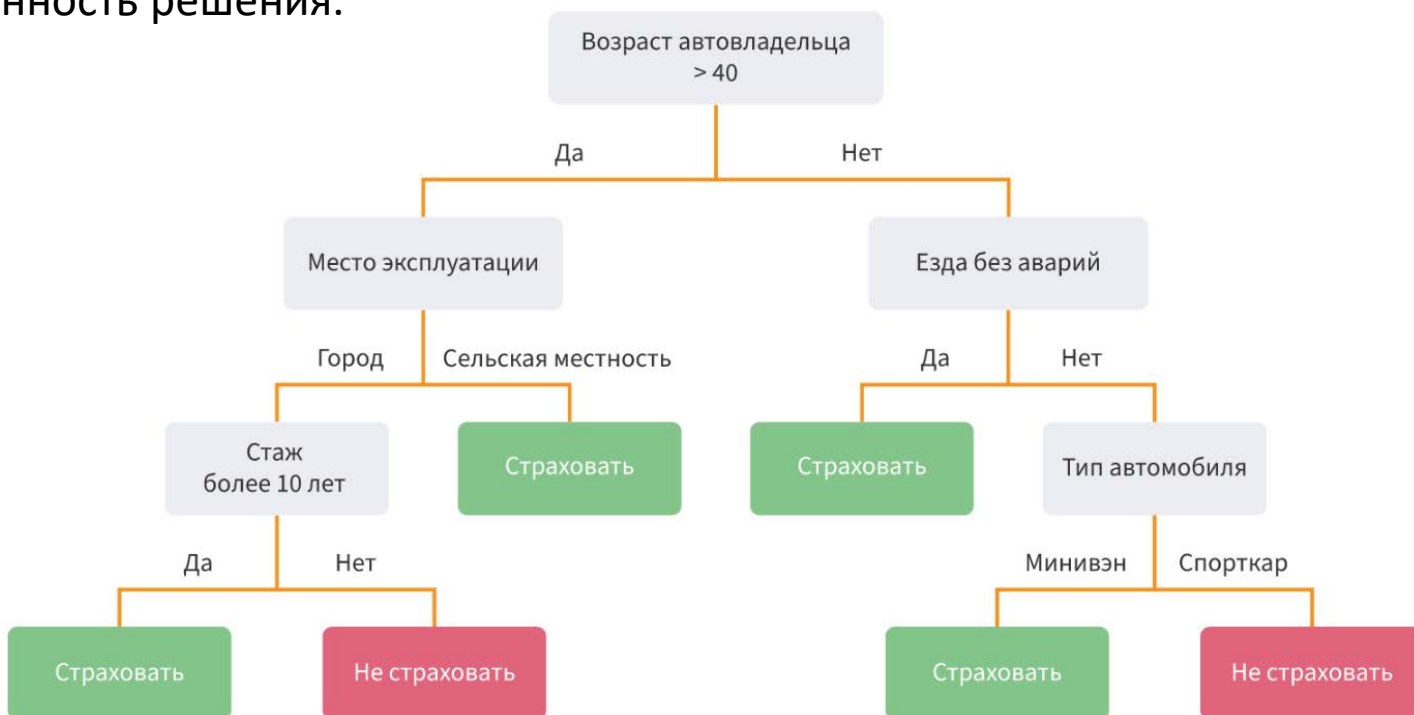 нность решения.
Возраст автовладельца
> 40
Да
Нет
Место эксплуатации
Езда без аварий
Город
Сельская местность
Да
Нет
Стаж
более 10 лет
Страховать
Страховать
Тип автомобиля
Да
Нет
Минивэн
Спорткар
Страховать
Не страховать
Страховать
Не страховать